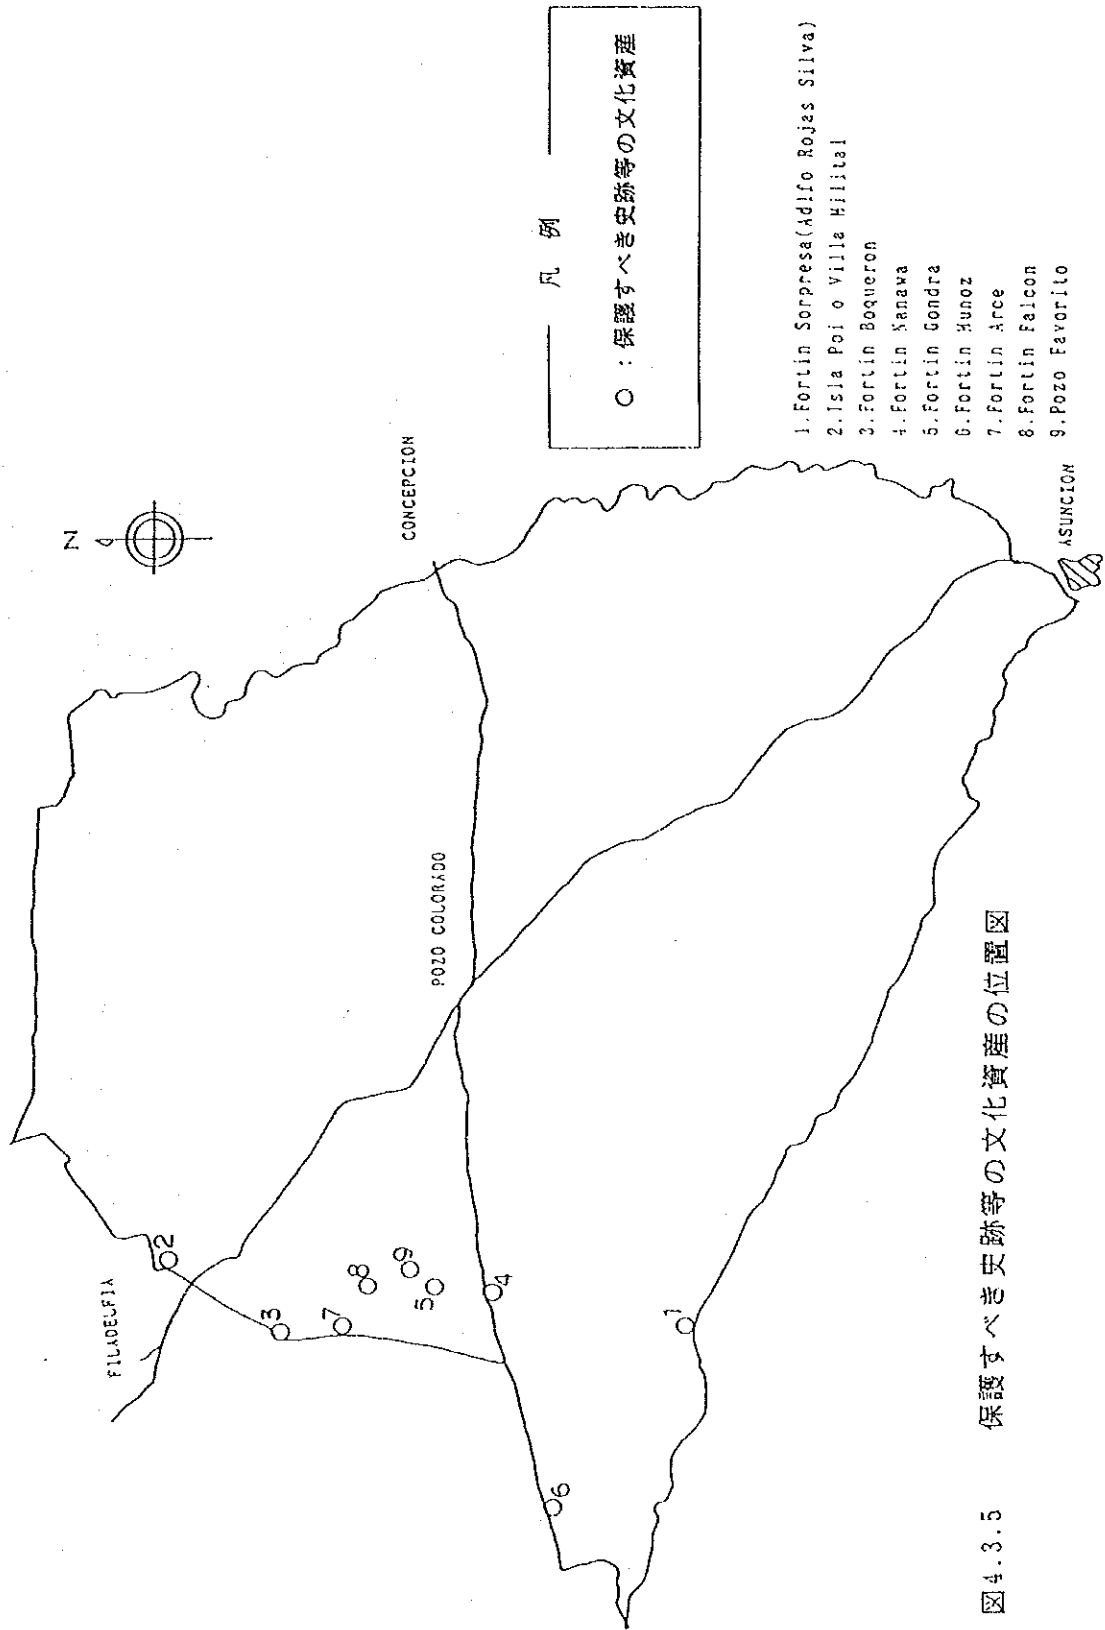 N
FILADELFIA
POZO COLORADO
CONCEPCION
ASUNCION
2
3
7
8
9
5
4
6
1
凡 例
○ : 保護すべき史跡等の文化資産
1.Fortin Sorpresa(Adlfo Rojas Silva)
2.Isla Poi o Villa Milital
3.Fortin Boqueron
4.Fortin Nanawa
5.Fortin Gondra
6.Fortin Munoz
7.Fortin Arce
8.Fortin Falcon
9.Pozo Favorito
図4.3.5 保護すべき史跡等の文化資産の位置図